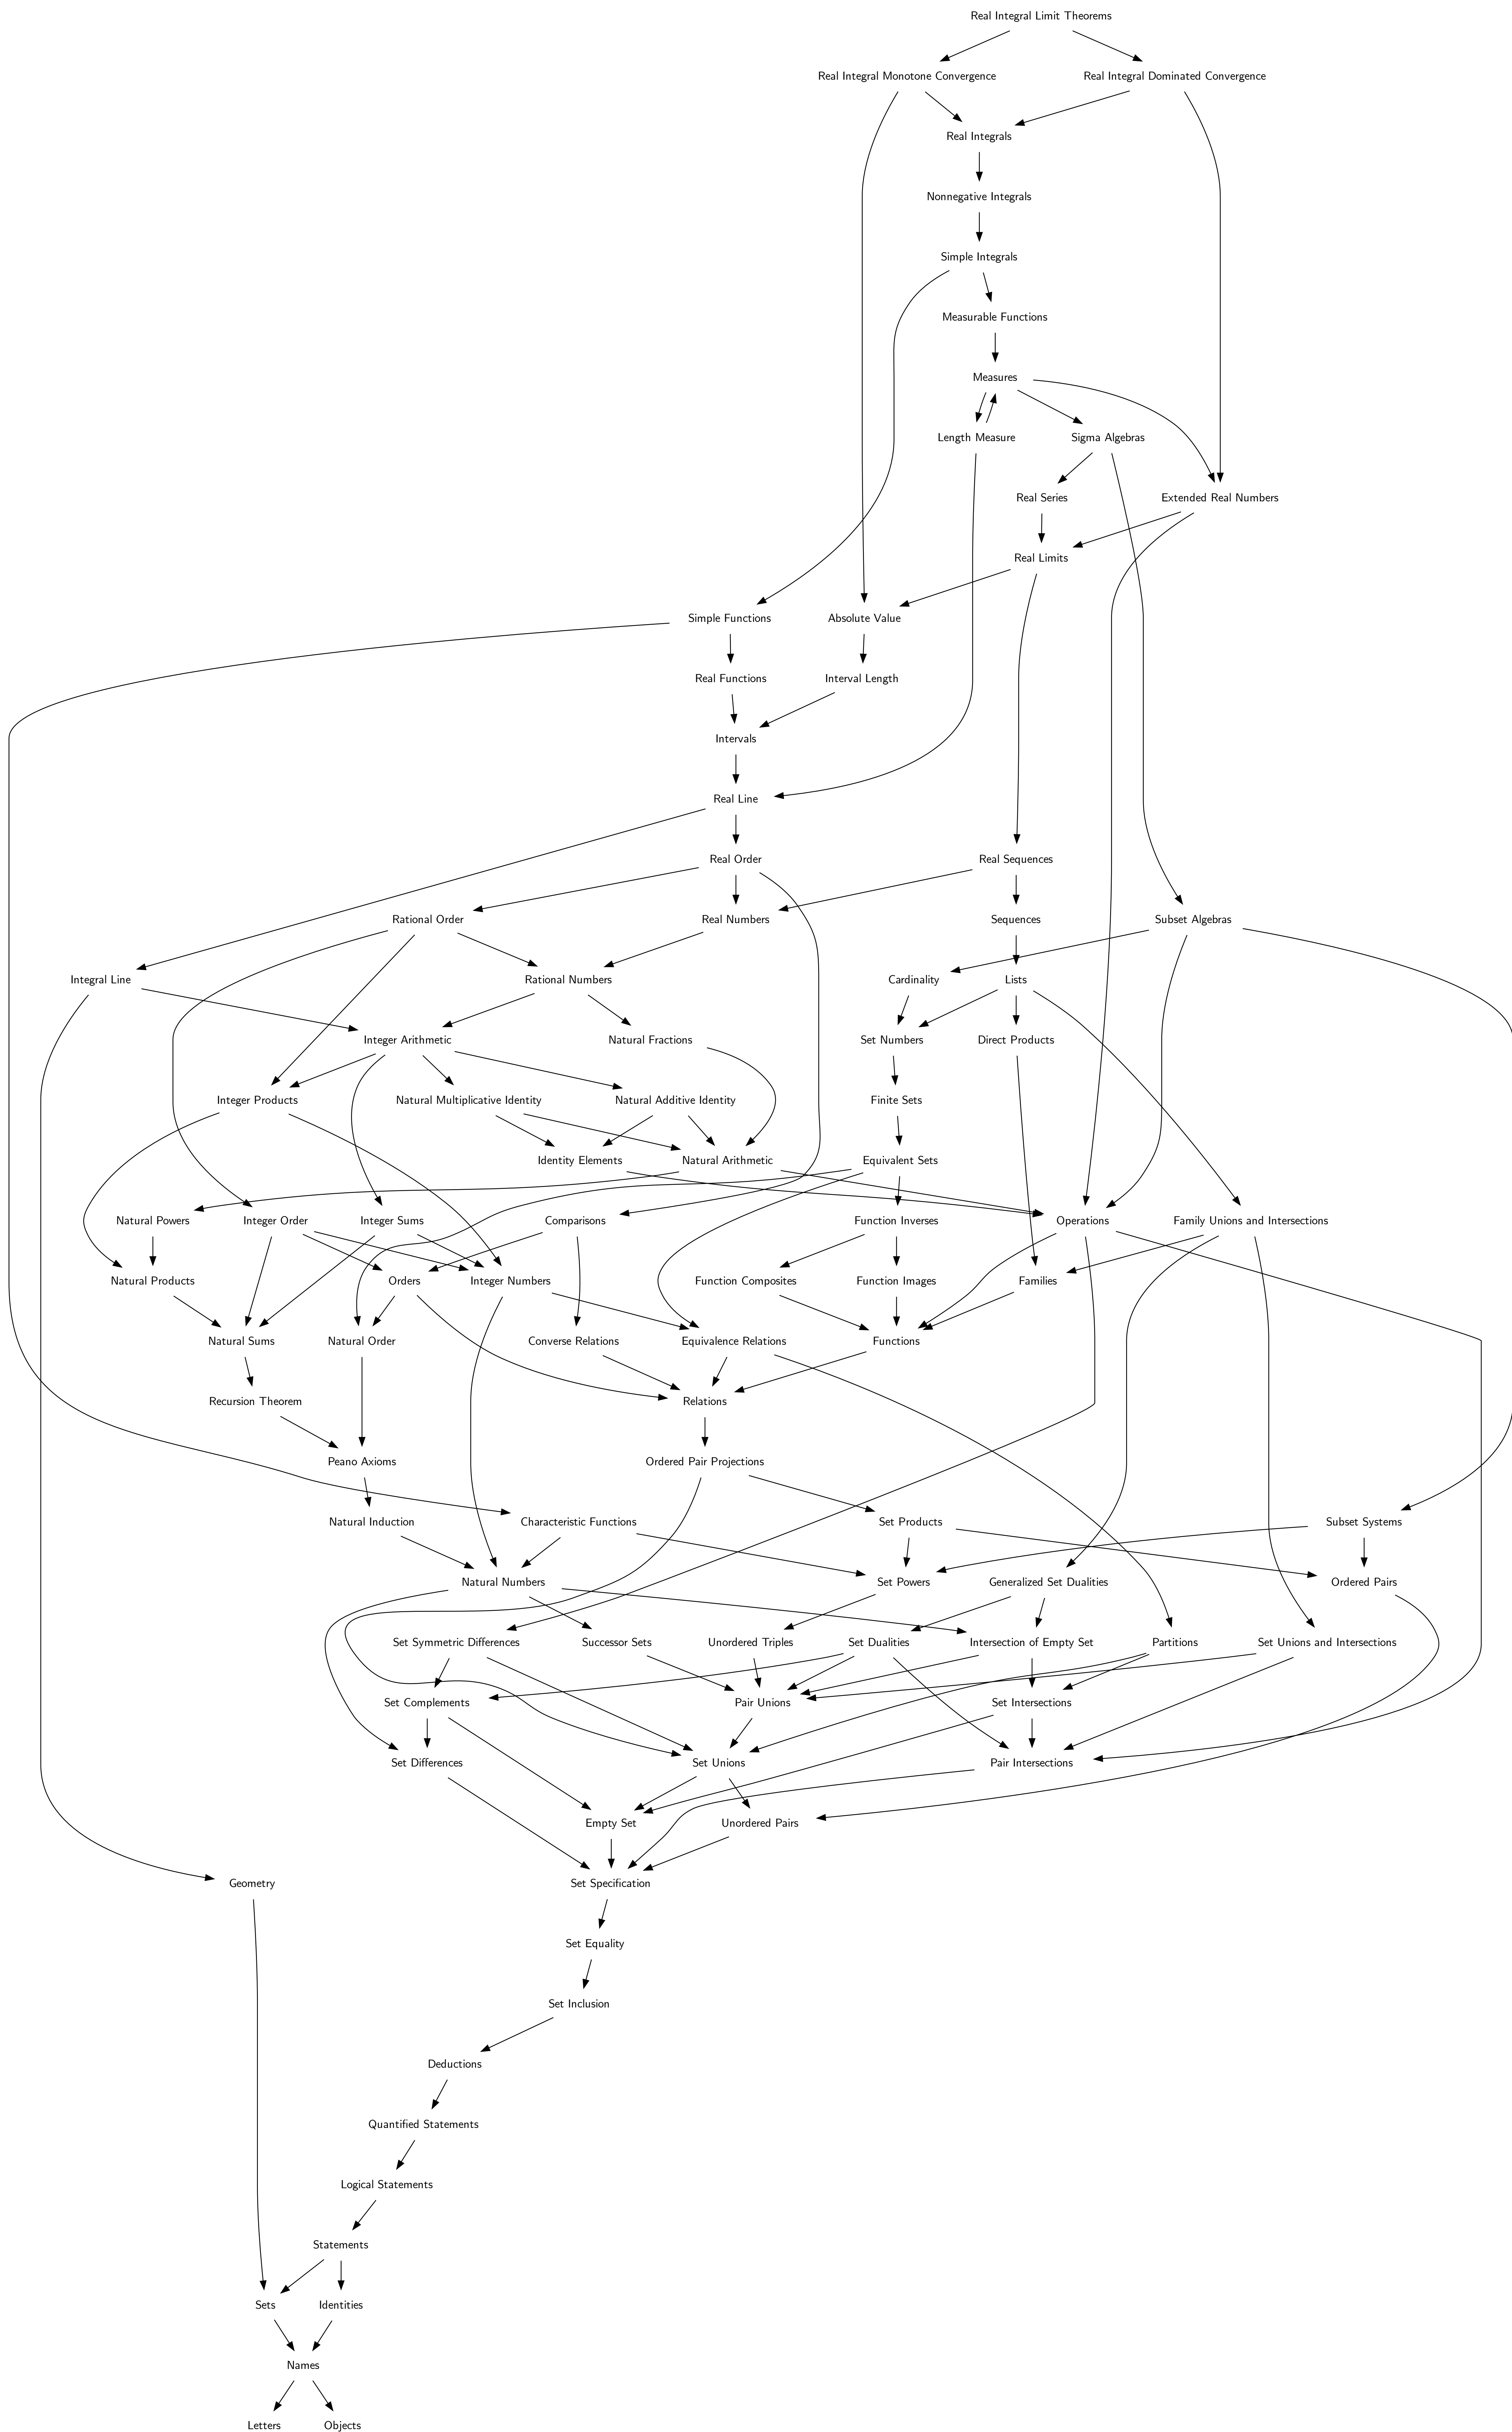 Real Integral Limit Theorems
Real Integral Monotone Convergence
Real Integral Dominated Convergence
Real Integrals
Nonnegative Integrals
Simple Integrals
Measurable Functions
Measures
Length Measure
Sigma Algebras
Real Series
Extended Real Numbers
Real Limits
Simple Functions
Absolute Value
Real Functions
Interval Length
Intervals
Real Line
Real Order
Real Sequences
Rational Order
Real Numbers
Sequences
Subset Algebras
Integral Line
Rational Numbers
Cardinality
Lists
Integer Arithmetic
Natural Fractions
Set Numbers
Direct Products
Integer Products
Natural Multiplicative Identity
Natural Additive Identity
Finite Sets
Identity Elements
Natural Arithmetic
Equivalent Sets
Natural Powers
Integer Order
Integer Sums
Comparisons
Function Inverses
Operations
Family Unions and Intersections
Natural Products
Orders
Integer Numbers
Function Composites
Function Images
Families
Natural Sums
Natural Order
Converse Relations
Equivalence Relations
Functions
Recursion Theorem
Relations
Peano Axioms
Ordered Pair Projections
Natural Induction
Characteristic Functions
Set Products
Subset Systems
Natural Numbers
Set Powers
Generalized Set Dualities
Ordered Pairs
Set Symmetric Differences
Successor Sets
Unordered Triples
Set Dualities
Intersection of Empty Set
Partitions
Set Unions and Intersections
Set Complements
Pair Unions
Set Intersections
Set Differences
Set Unions
Pair Intersections
Empty Set
Unordered Pairs
Geometry
Set Specification
Set Equality
Set Inclusion
Deductions
Quantified Statements
Logical Statements
Statements
Sets
Identities
Names
Letters
Objects